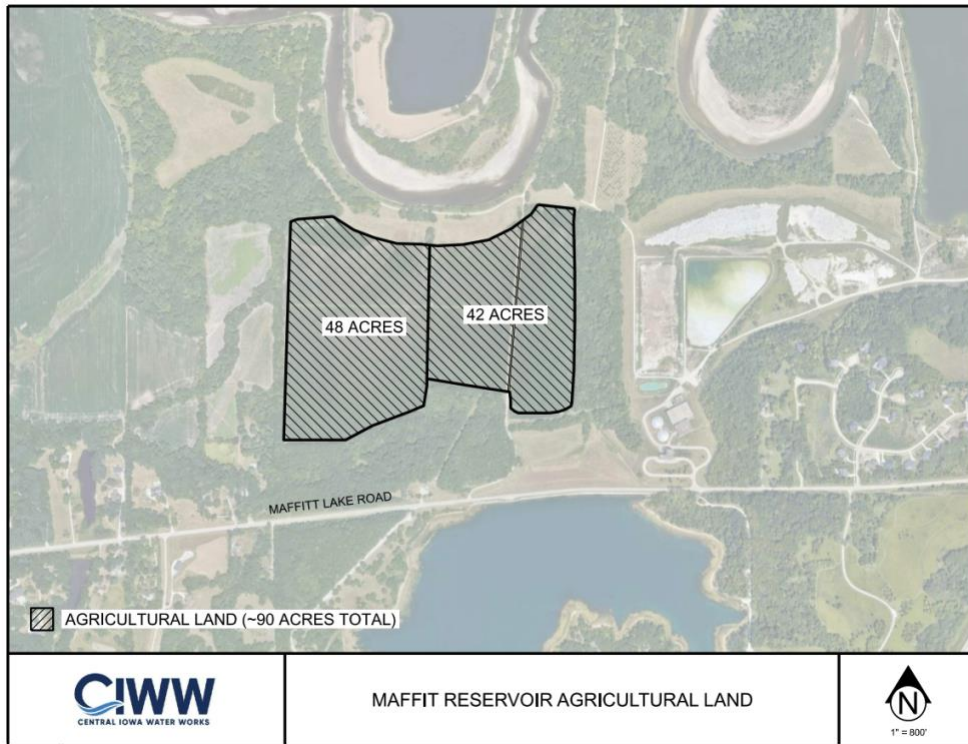 48 ACRES
42 ACRES
MAFFITT LAKE ROAD
AGRICULTURAL LAND (~90 ACRES TOTAL)
CIWW
CENTRAL IOWA WATER WORKS
MAFFIT RESERVOIR AGRICULTURAL LAND
N
1" = 800'